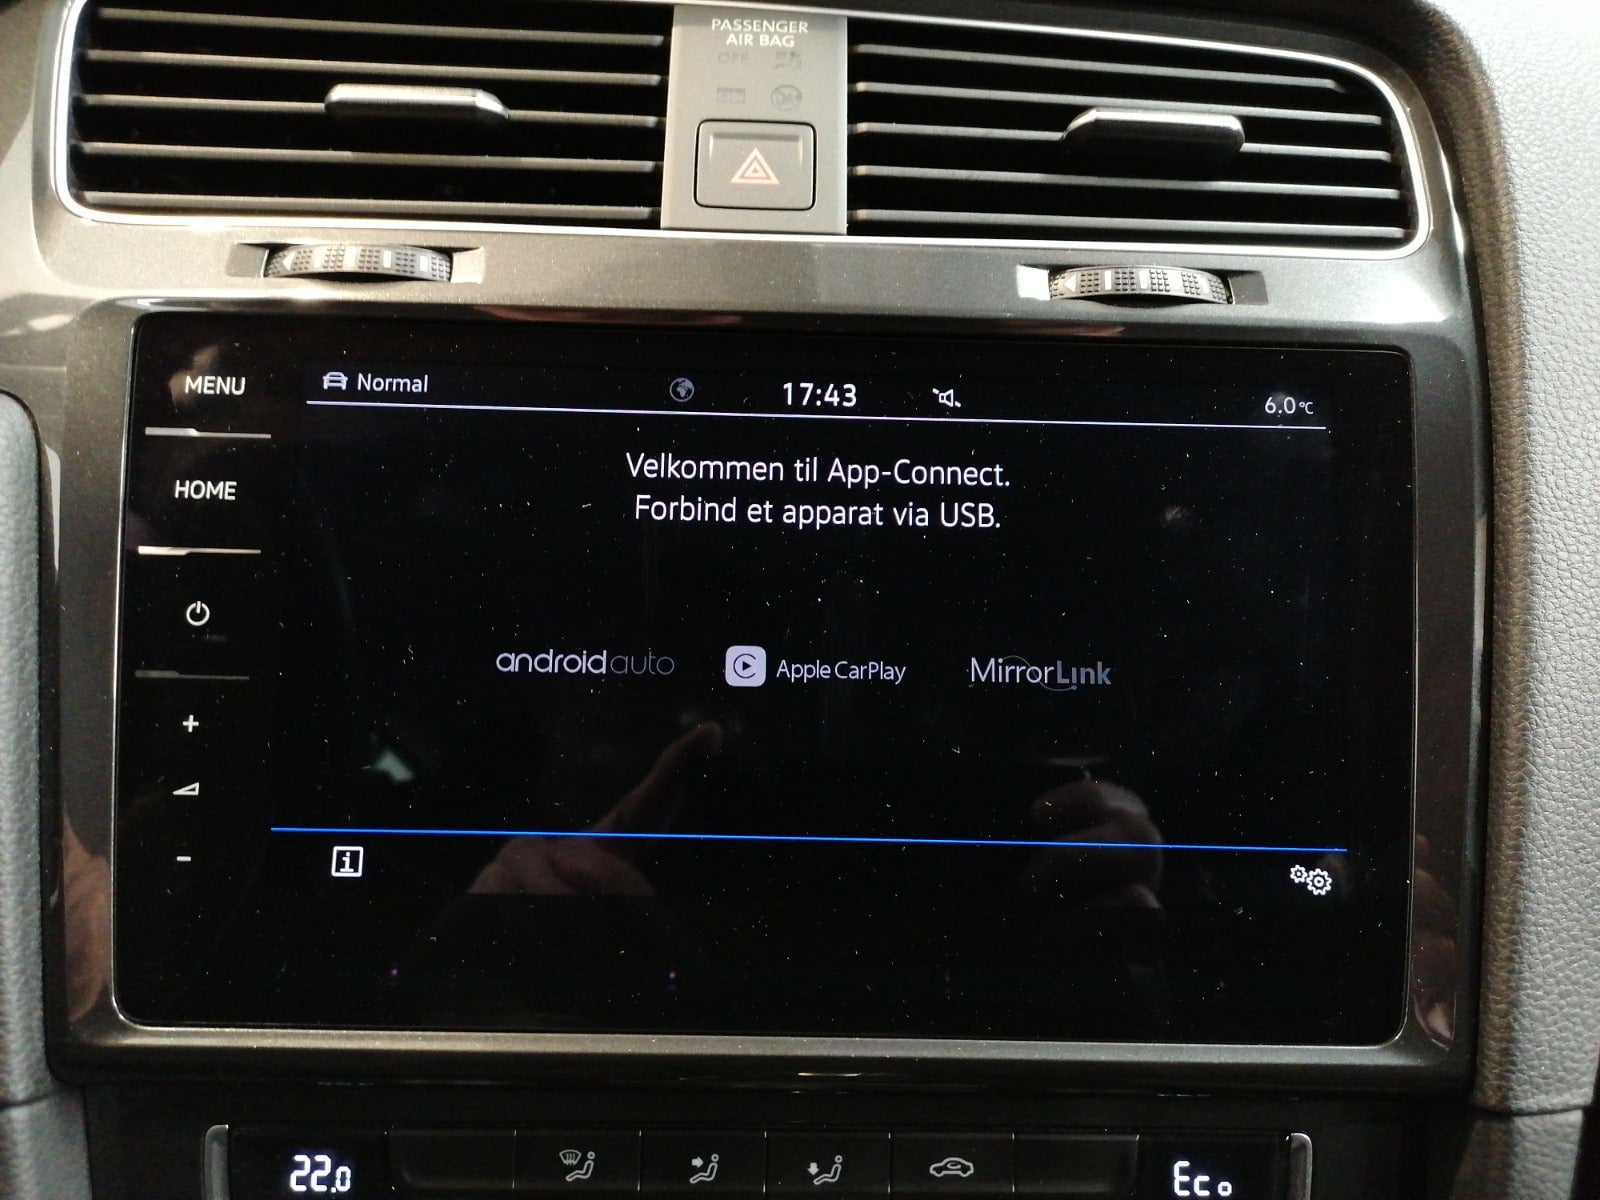 PASSENGER
AIR BAG
OFF
MENU
Normal
17:43
6.0°C
HOME
Velkommen til App-Connect.
Forbind et apparat via USB.
androidauto
Apple CarPlay
MirrorLink
+
-
i
22.0
Eco